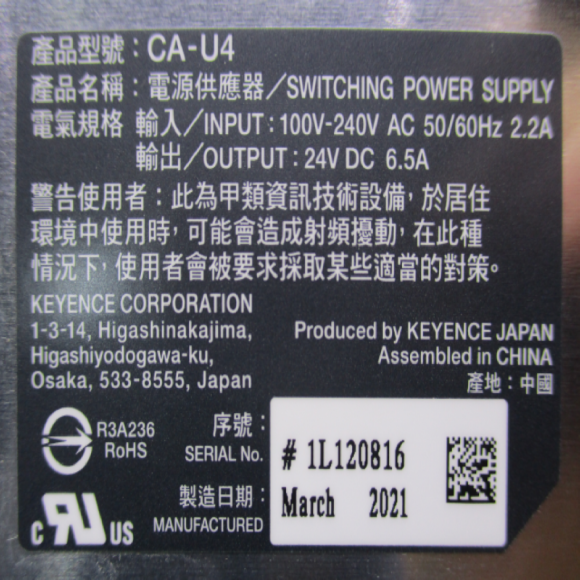 產品型號：CA-U4
產品名稱：電源供應器／SWITCHING POWER SUPPLY
電氣規格 輸入／INPUT：100V-240V AC 50/60Hz 2.2A
輸出／OUTPUT：24V DC 6.5A
警告使用者：此為甲類資訊技術設備，於居住
環境中使用時，可能會造成射頻擾動，在此種
情況下，使用者會被要求採取某些適當的對策。
KEYENCE CORPORATION
1-3-14, Higashinakajima,
Higashiyodogawa-ku,
Osaka, 533-8555, Japan
Produced by KEYENCE JAPAN
Assembled in CHINA
產地：中國
R3A236
RoHS
序號：
SERIAL No.
# 1L120816
製造日期：
MANUFACTURED
March 2021
c RU US